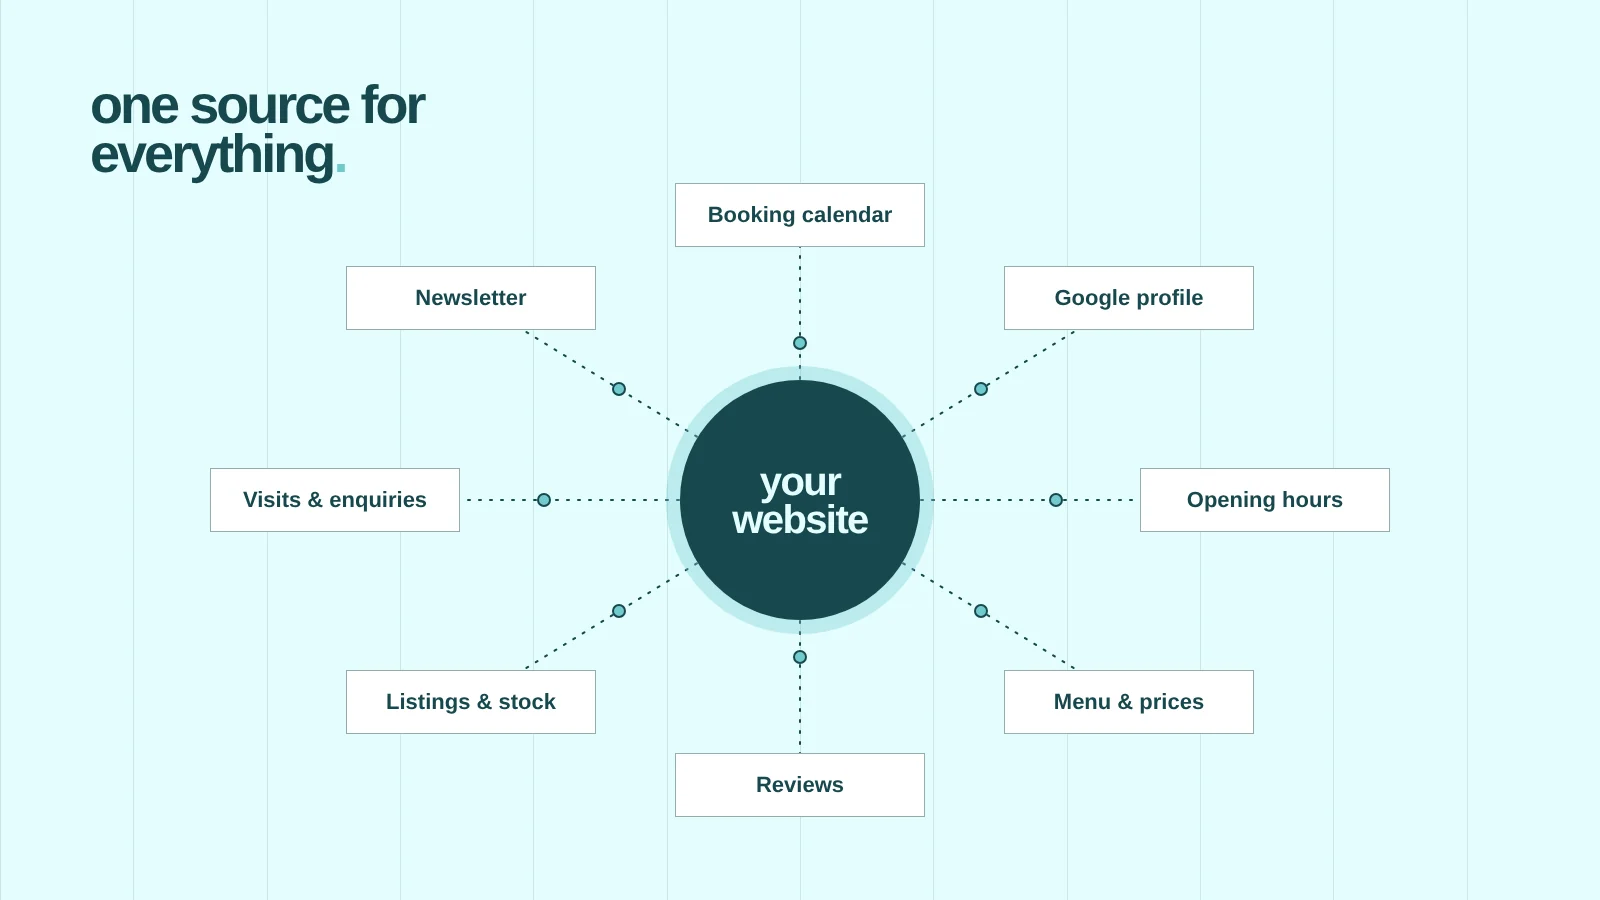 one source for
everything.
Booking calendar
Newsletter
Google profile
Visits & enquiries
your
website
Opening hours
Listings & stock
Menu & prices
Reviews